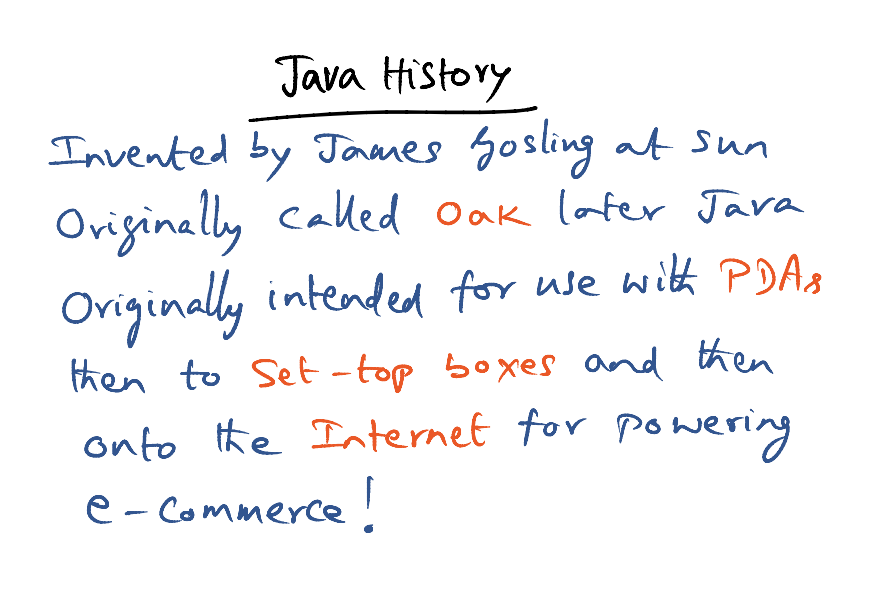 Java History
Invented by James Gosling at Sun
Originally called Oak later Java
Originally intended for use with PDAs
then to Set-top boxes and then
onto the Internet for powering
e-commerce!